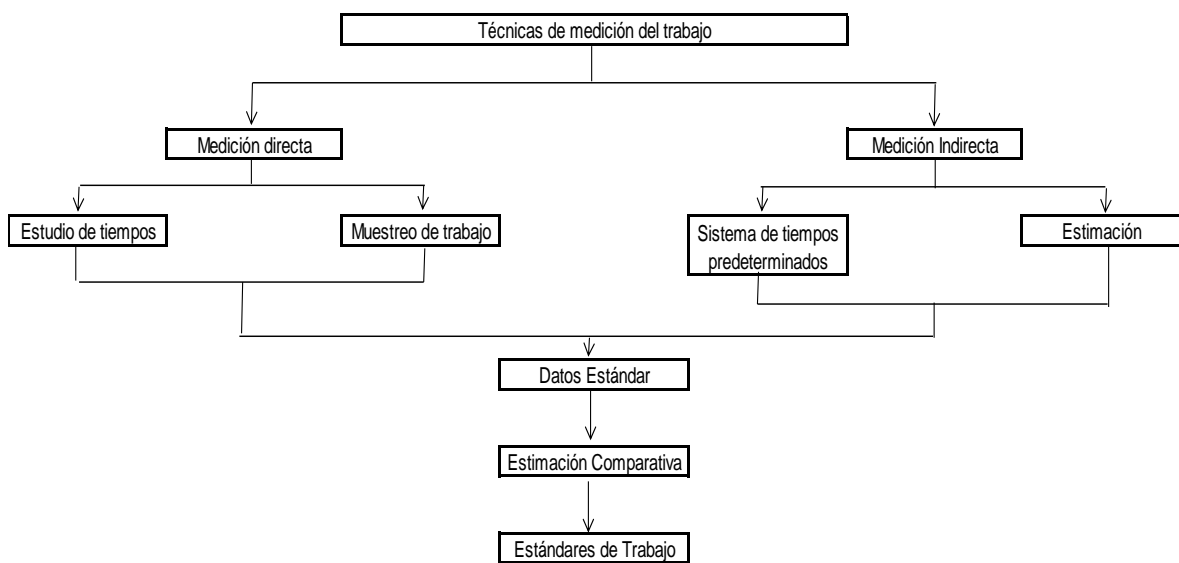 Técnicas de medición del trabajo
Medición directa
Medición Indirecta
Estudio de tiempos
Muestreo de trabajo
Sistema de tiempos
predeterminados
Estimación
Datos Estándar
Estimación Comparativa
Estándares de Trabajo